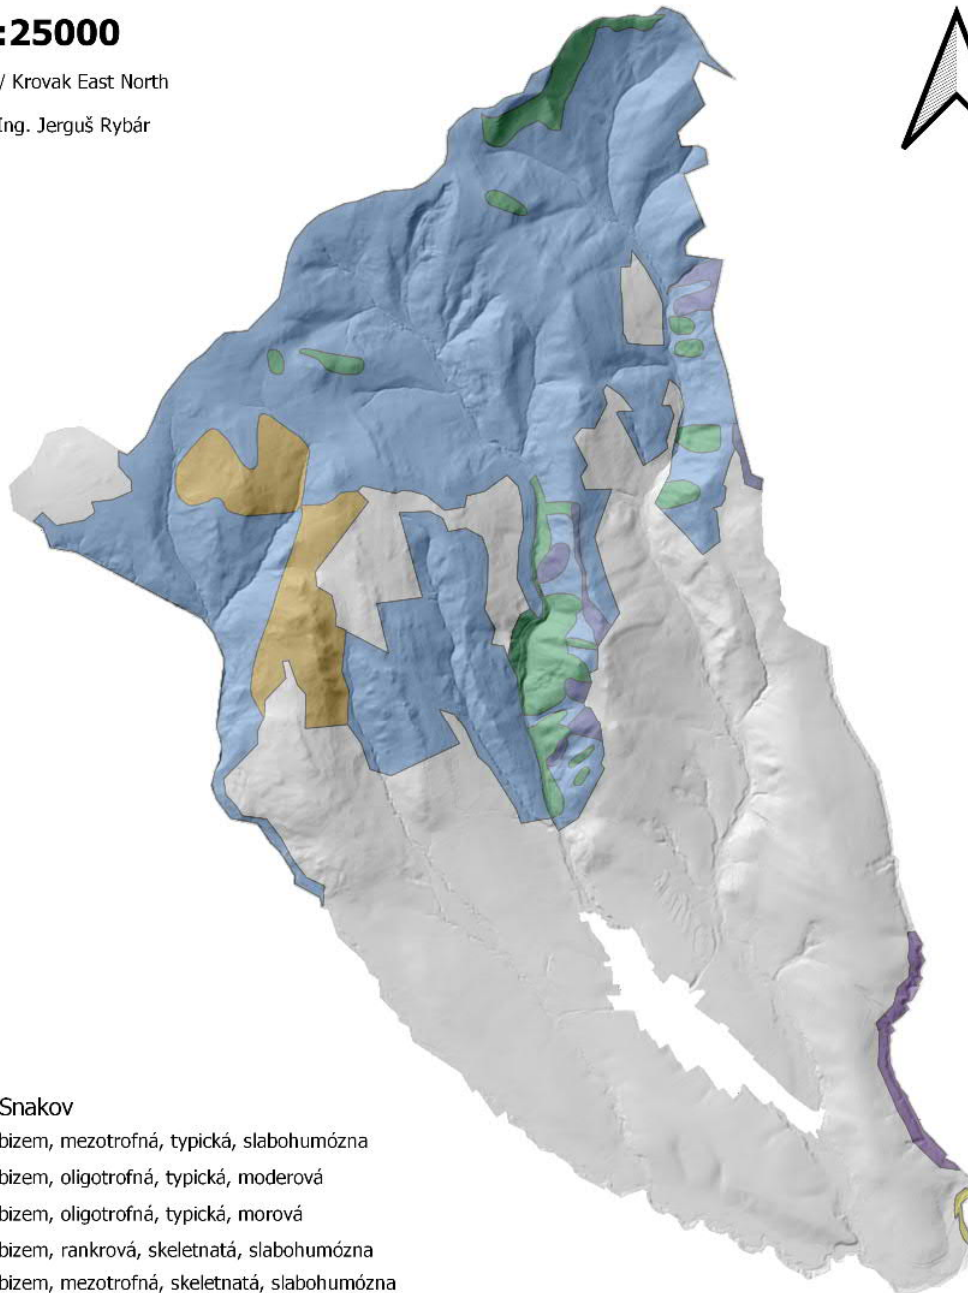 :25000
/ Krovak East North
Ing. Jerguš Rybár
Snakov
bizem, mezotrofná, typická, slabohumózna
bizem, oligotrofná, typická, moderová
bizem, oligotrofná, typická, morová
bizem, rankrová, skeletnatá, slabohumózna
bizem, mezotrofná, skeletnatá, slabohumózna